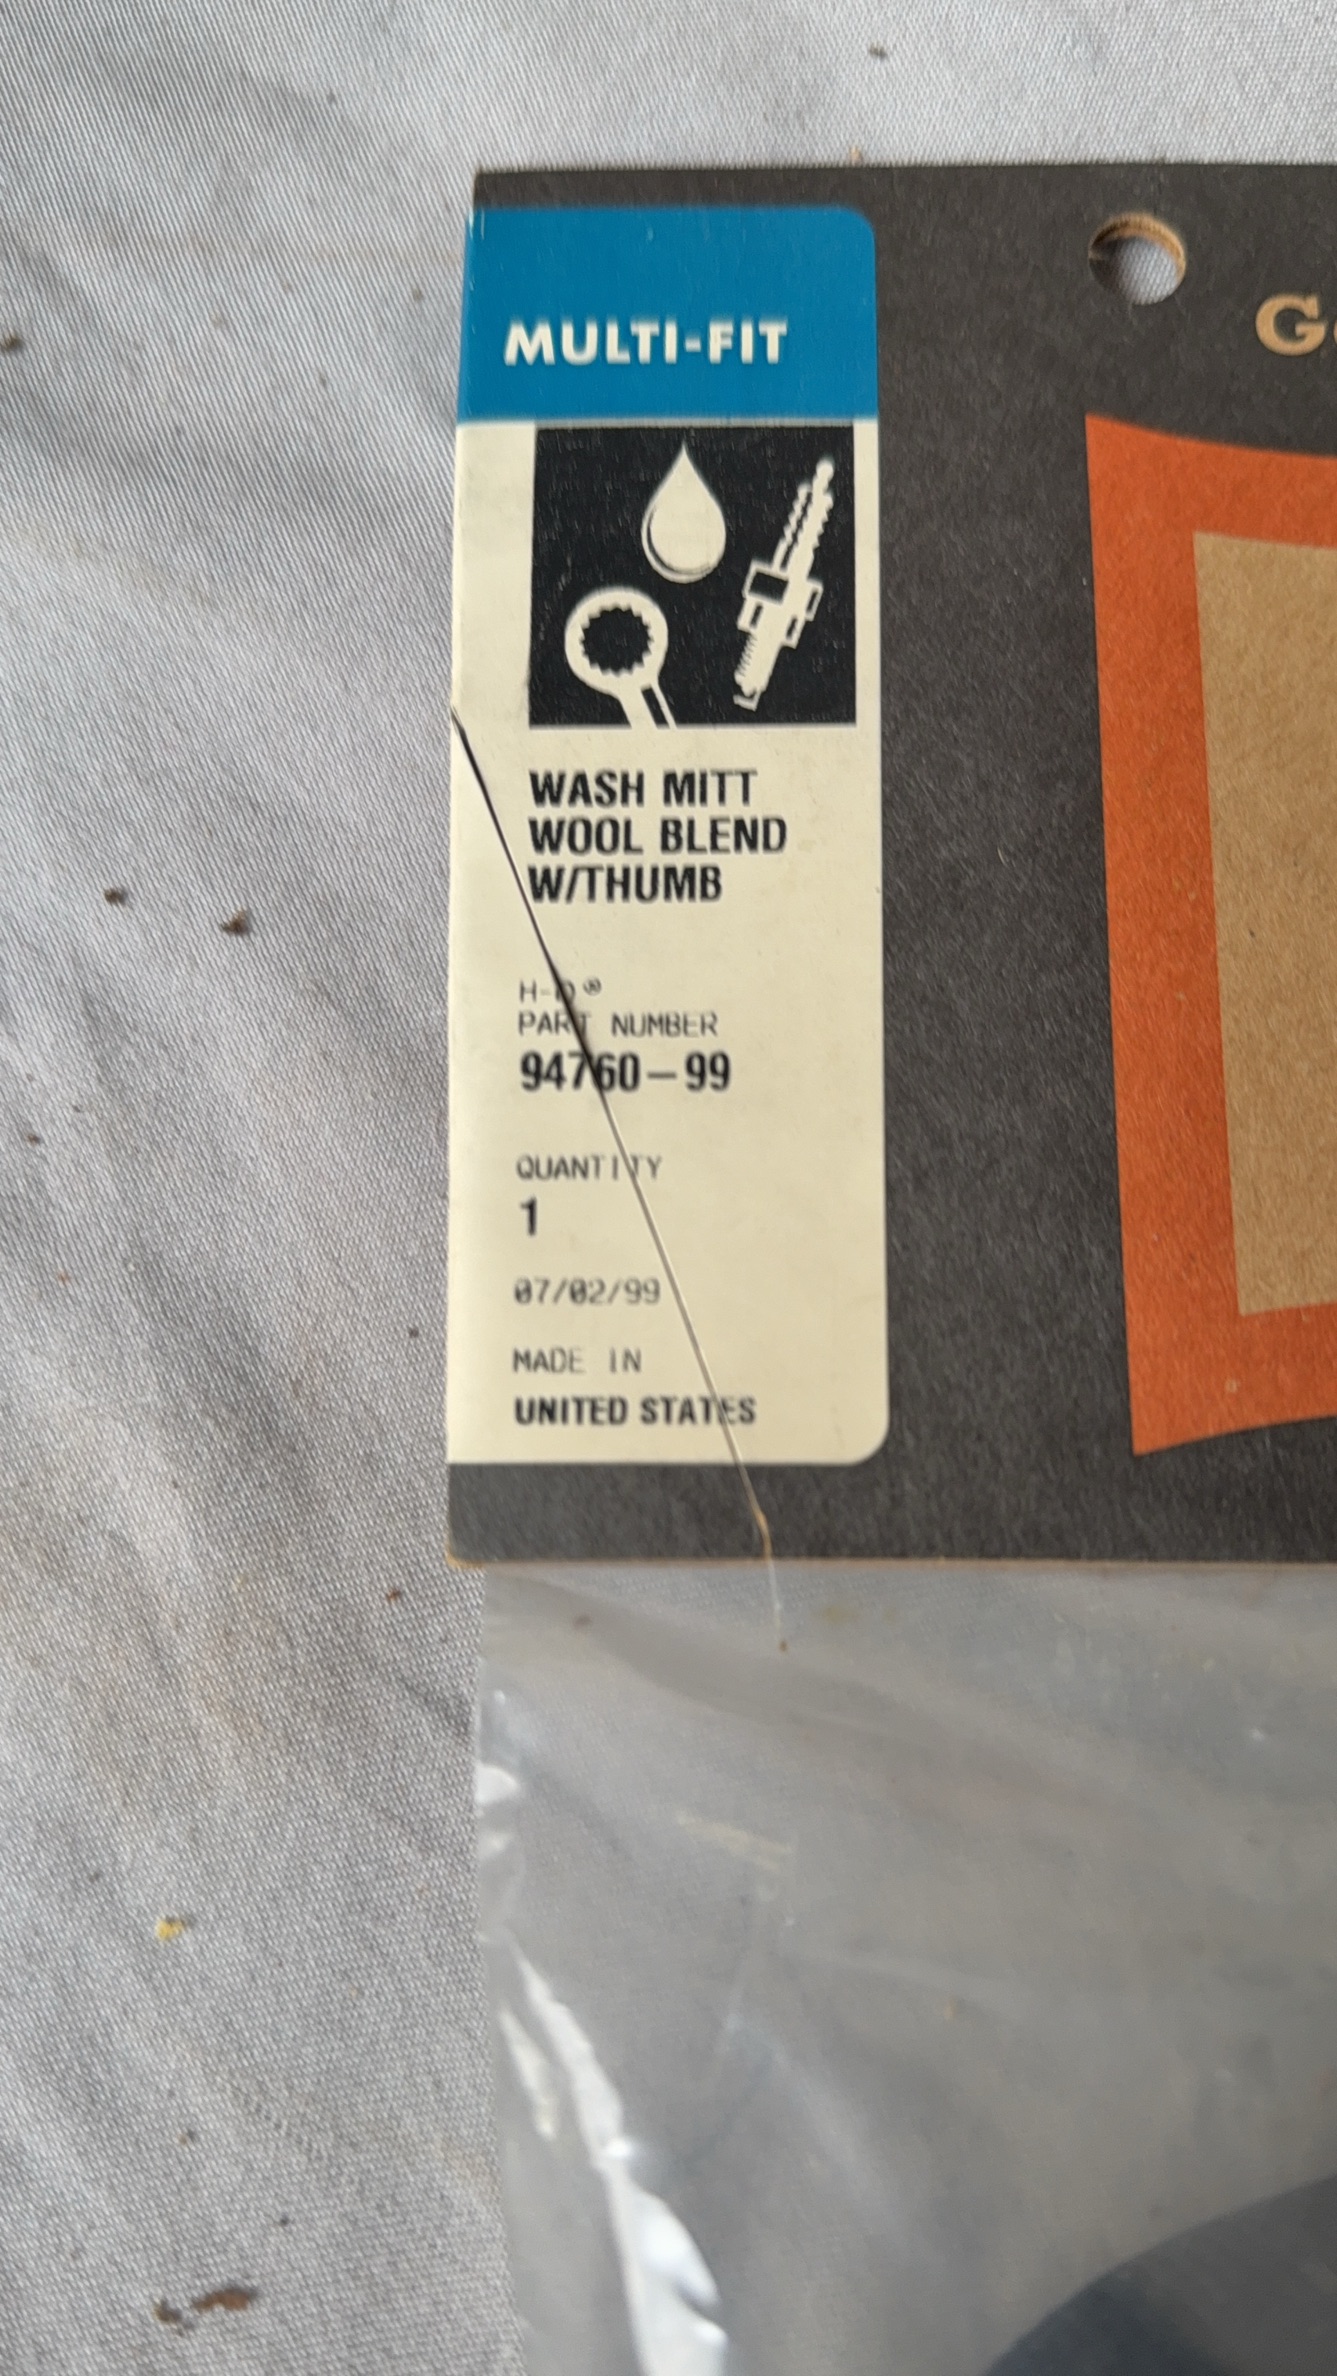 MULTI-FIT
WASH MITT
WOOL BLEND
W/THUMB
H-D®
PART NUMBER
94760-99
QUANTITY
1
07/02/99
MADE IN
UNITED STATES